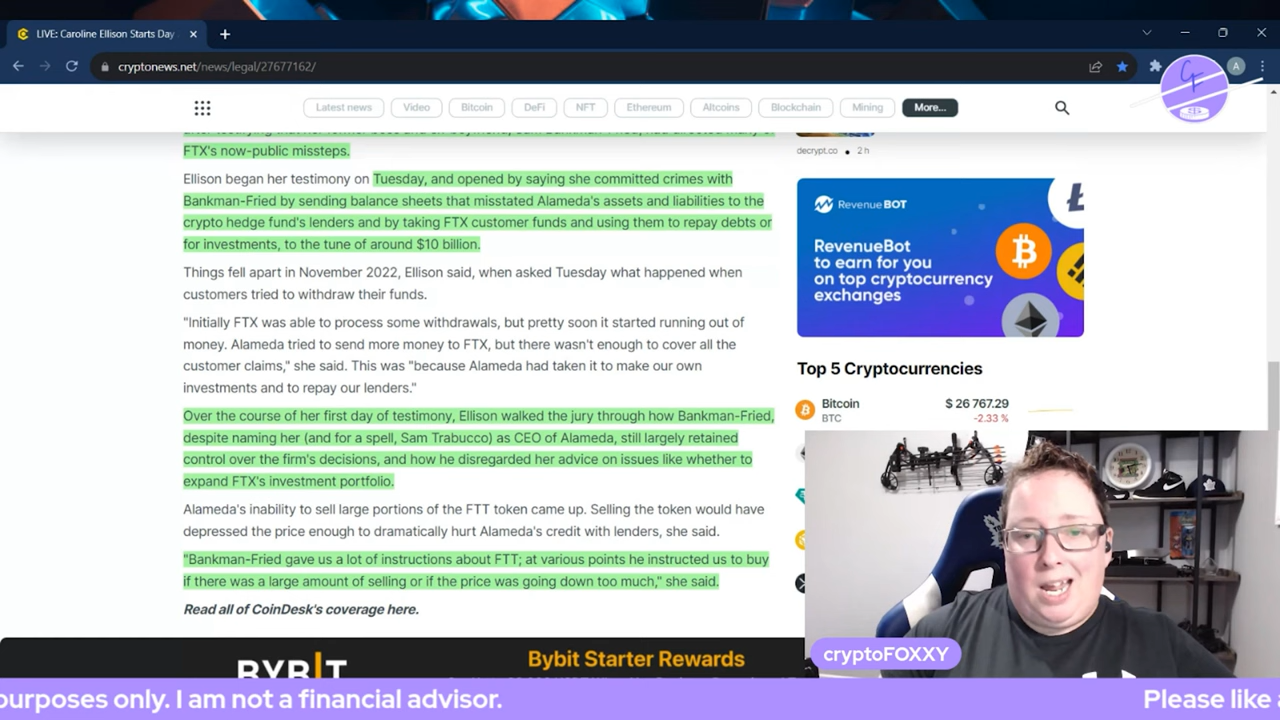 LIVE: Caroline Ellison Starts Day
cryptonews.net/news/legal/27677162/
A
Latest news
Video
Bitcoin
DeFi
NFT
Ethereum
Altcoins
Blockchain
Mining
More...
after testifying that her former boss and
FTX's now-public missteps.
Ellison began her testimony on Tuesday, and opened by saying she committed crimes with
Bankman-Fried by sending balance sheets that misstated Alameda's assets and liabilities to the
crypto hedge fund's lenders and by taking FTX customer funds and using them to repay debts or
for investments, to the tune of around $10 billion.
Things fell apart in November 2022, Ellison said, when asked Tuesday what happened when
customers tried to withdraw their funds.
"Initially FTX was able to process some withdrawals, but pretty soon it started running out of
money. Alameda tried to send more money to FTX, but there wasn't enough to cover all the
customer claims," she said. This was "because Alameda had taken it to make our own
investments and to repay our lenders."
Over the course of her first day of testimony, Ellison walked the jury through how Bankman-Fried,
despite naming her (and for a spell, Sam Trabucco) as CEO of Alameda, still largely retained
control over the firm's decisions, and how he disregarded her advice on issues like whether to
expand FTX's investment portfolio.
Alameda's inability to sell large portions of the FTT token came up. Selling the token would have
depressed the price enough to dramatically hurt Alameda's credit with lenders, she said.
"Bankman-Fried gave us a lot of instructions about FTT; at various points he instructed us to buy
if there was a large amount of selling or if the price was going down too much," she said.
Read all of CoinDesk's coverage here.
decrypt.co • 2 h
RevenueBOT
RevenueBot
to earn for you
on top cryptocurrency
exchanges
Top 5 Cryptocurrencies
Bitcoin $ 26 767.29
BTC -2.33 %
BYBIT
Bybit Starter Rewards
cryptoFOXXY
purposes only. I am not a financial advisor.
Please like